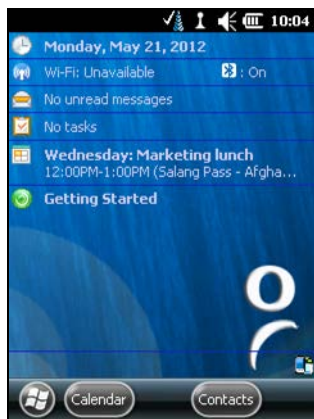 10:04
Monday, May 21, 2012
Wi-Fi: Unavailable : On
No unread messages
No tasks
Wednesday: Marketing lunch
12:00PM-1:00PM (Salang Pass - Afgha...
Getting Started
Calendar Contacts